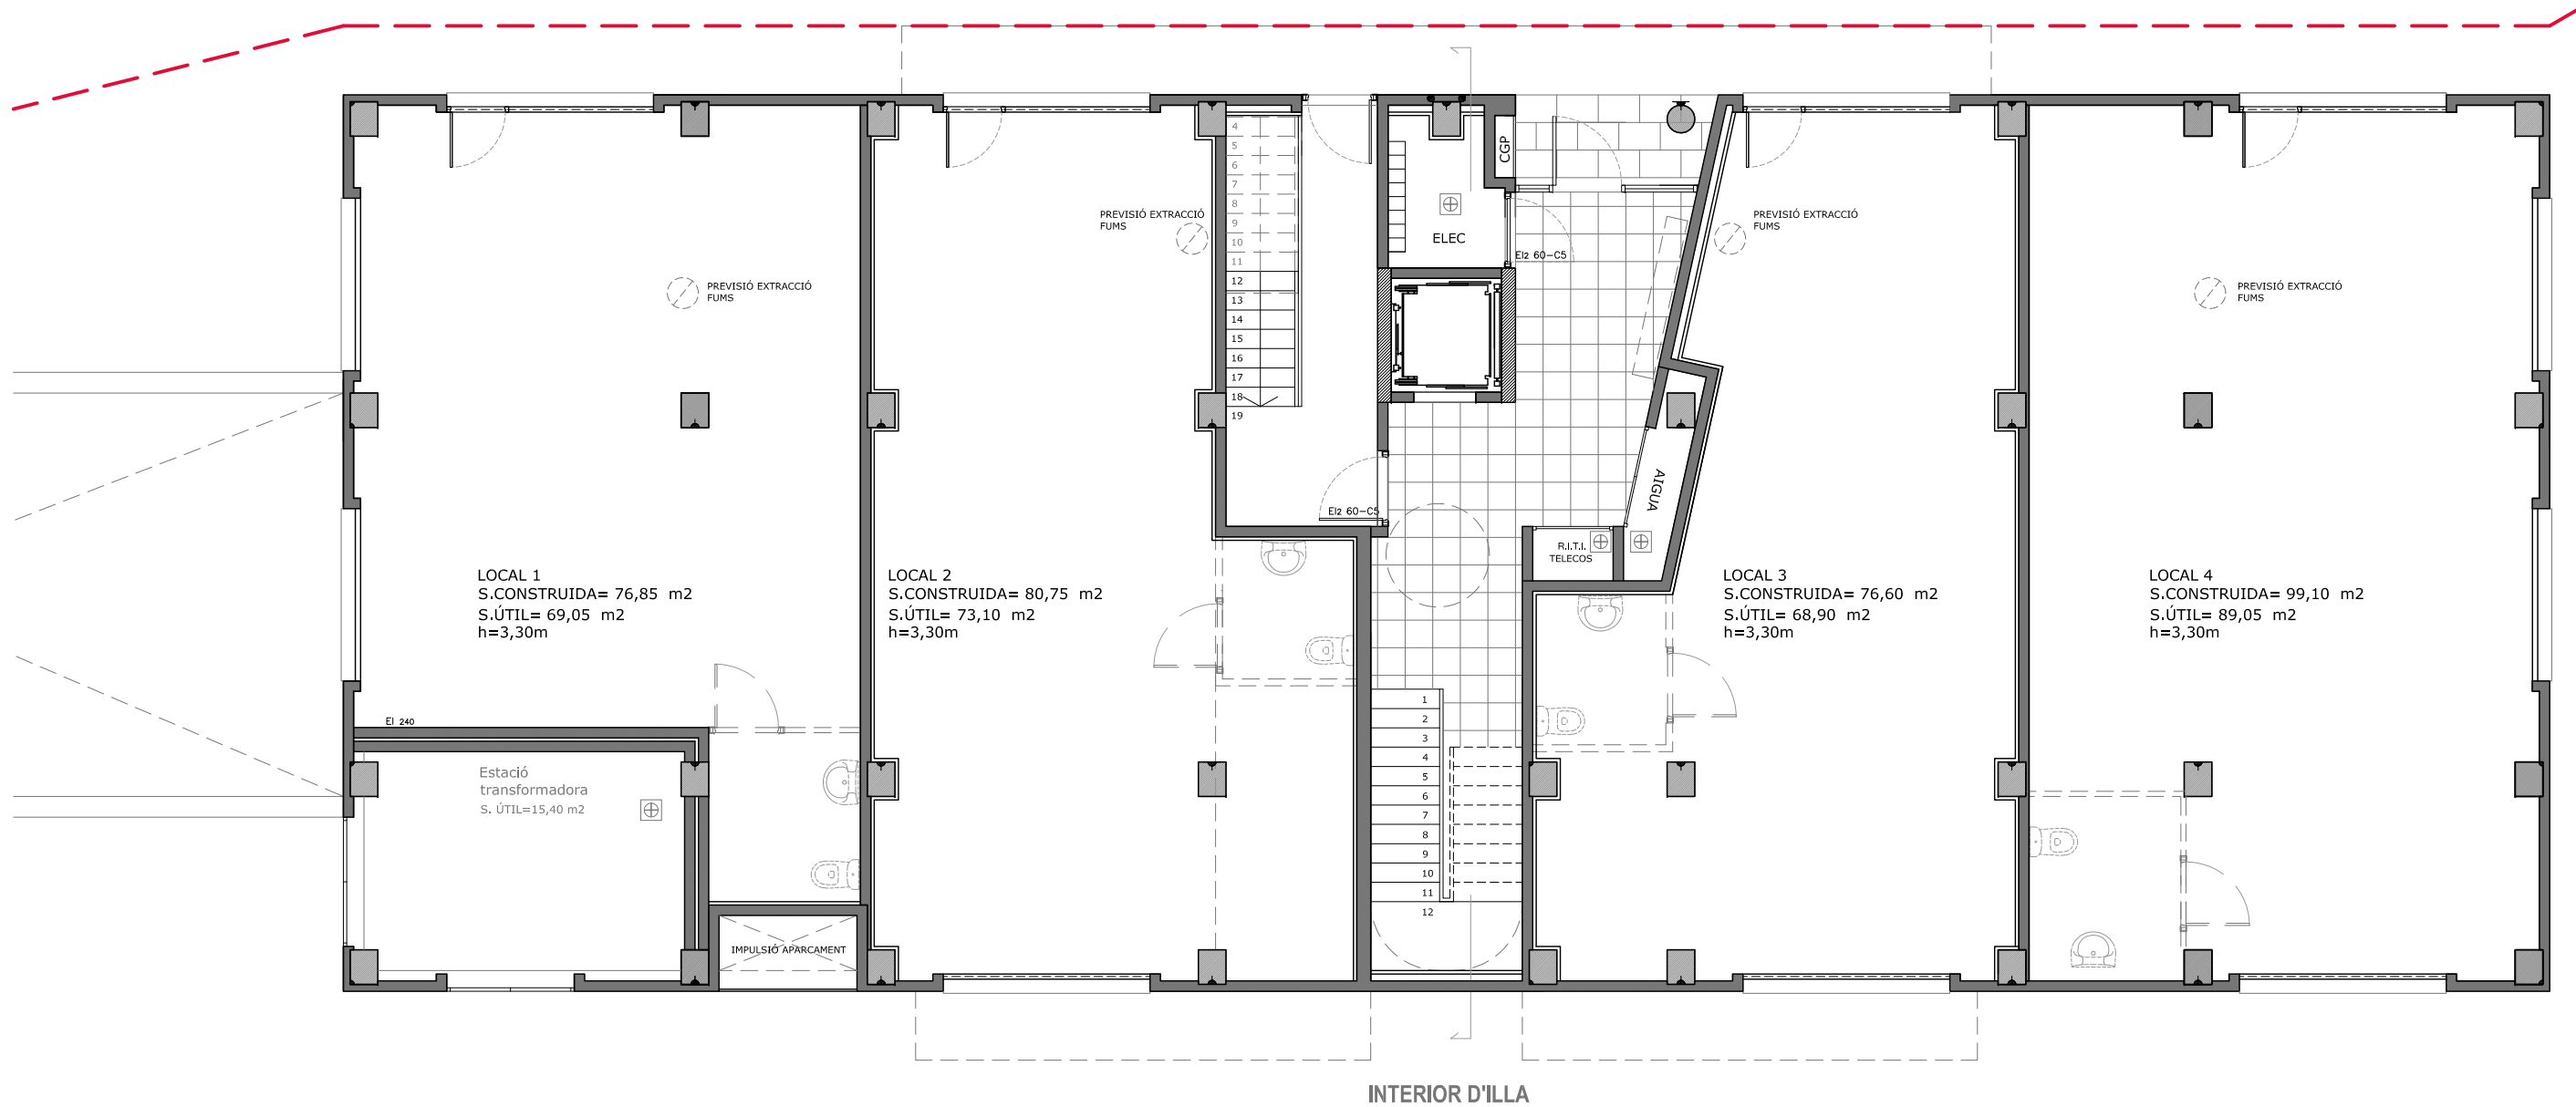 4
5
6
7
8
9
10
11
12
13
14
15
16
17
18
19
CGP
ELEC
EI2 60-C5
PREVISIÓ EXTRACCIÓ
FUMS
PREVISIÓ EXTRACCIÓ
FUMS
PREVISIÓ EXTRACCIÓ
FUMS
PREVISIÓ EXTRACCIÓ
FUMS
AIGUA
EI2 60-C5
R.I.T.I.
TELECOS
LOCAL 1
S.CONSTRUIDA= 76,85 m2
S.ÚTIL= 69,05 m2
h=3,30m
LOCAL 2
S.CONSTRUIDA= 80,75 m2
S.ÚTIL= 73,10 m2
h=3,30m
LOCAL 3
S.CONSTRUIDA= 76,60 m2
S.ÚTIL= 68,90 m2
h=3,30m
LOCAL 4
S.CONSTRUIDA= 99,10 m2
S.ÚTIL= 89,05 m2
h=3,30m
EI 240
Estació
transformadora
S. ÚTIL=15,40 m2
1
2
3
4
5
6
7
8
9
10
11
12
IMPULSIÓ APARCAMENT
INTERIOR D'ILLA